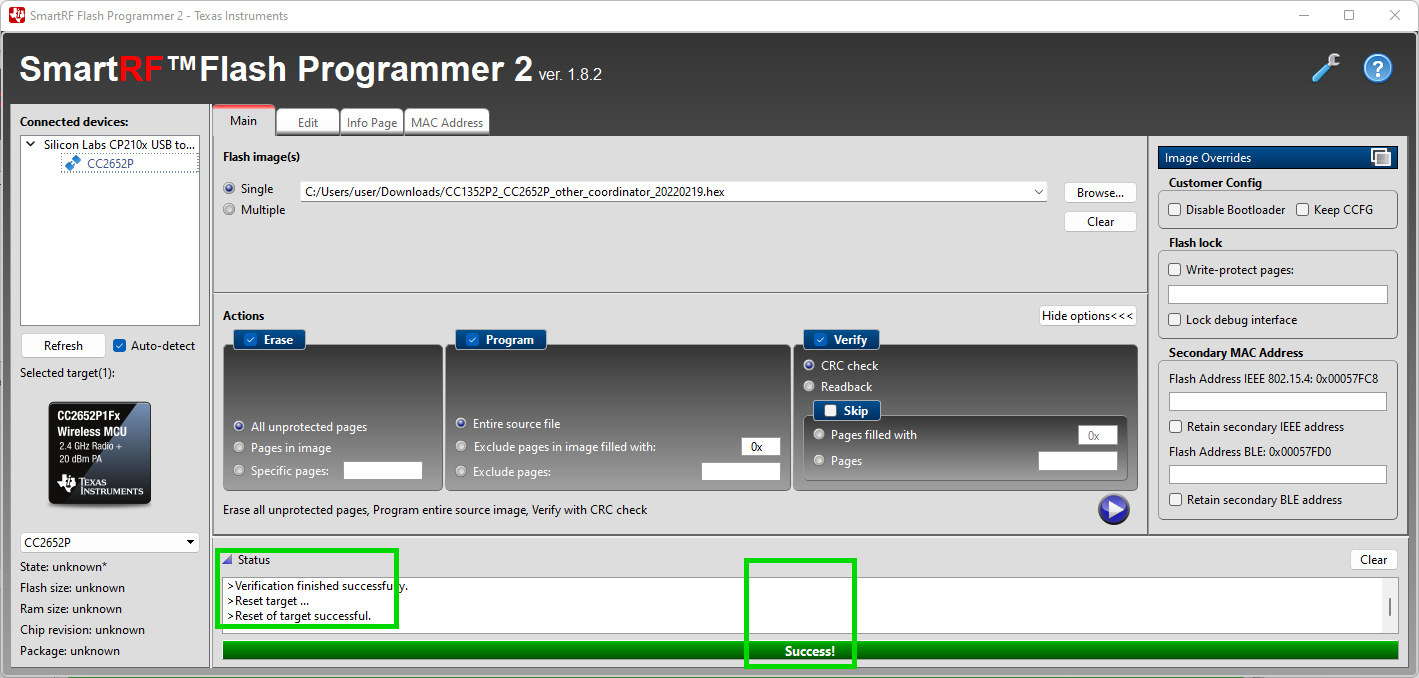 SmartRF Flash Programmer 2 - Texas Instruments
SmartRF™Flash Programmer 2 ver. 1.8.2
?
Connected devices:
Silicon Labs CP210x USB to...
CC2652P
Refresh
Auto-detect
Selected target(1):
CC2652P1Fx
Wireless MCU
2.4 GHz Radio +
20 dBm PA
TEXAS
INSTRUMENTS
CC2652P
State: unknown*
Flash size: unknown
Ram size: unknown
Chip revision: unknown
Package: unknown
Main
Edit
Info Page
MAC Address
Flash image(s)
Single
C:/Users/user/Downloads/CC1352P2_CC2652P_other_coordinator_20220219.hex
Browse...
Multiple
Clear
Actions
Hide options<<<
Erase
All unprotected pages
Pages in image
Specific pages:
Program
Entire source file
Exclude pages in image filled with:
0x
Exclude pages:
Verify
CRC check
Readback
Skip
Pages filled with
0x
Pages
Erase all unprotected pages, Program entire source image, Verify with CRC check
Image Overrides
Customer Config
Disable Bootloader
Keep CCFG
Flash lock
Write-protect pages:
Lock debug interface
Secondary MAC Address
Flash Address IEEE 802.15.4: 0x00057FC8
Retain secondary IEEE address
Flash Address BLE: 0x00057FD0
Retain secondary BLE address
Status
Clear
>Verification finished successfully.
>Reset target ...
>Reset of target successful.
Success!